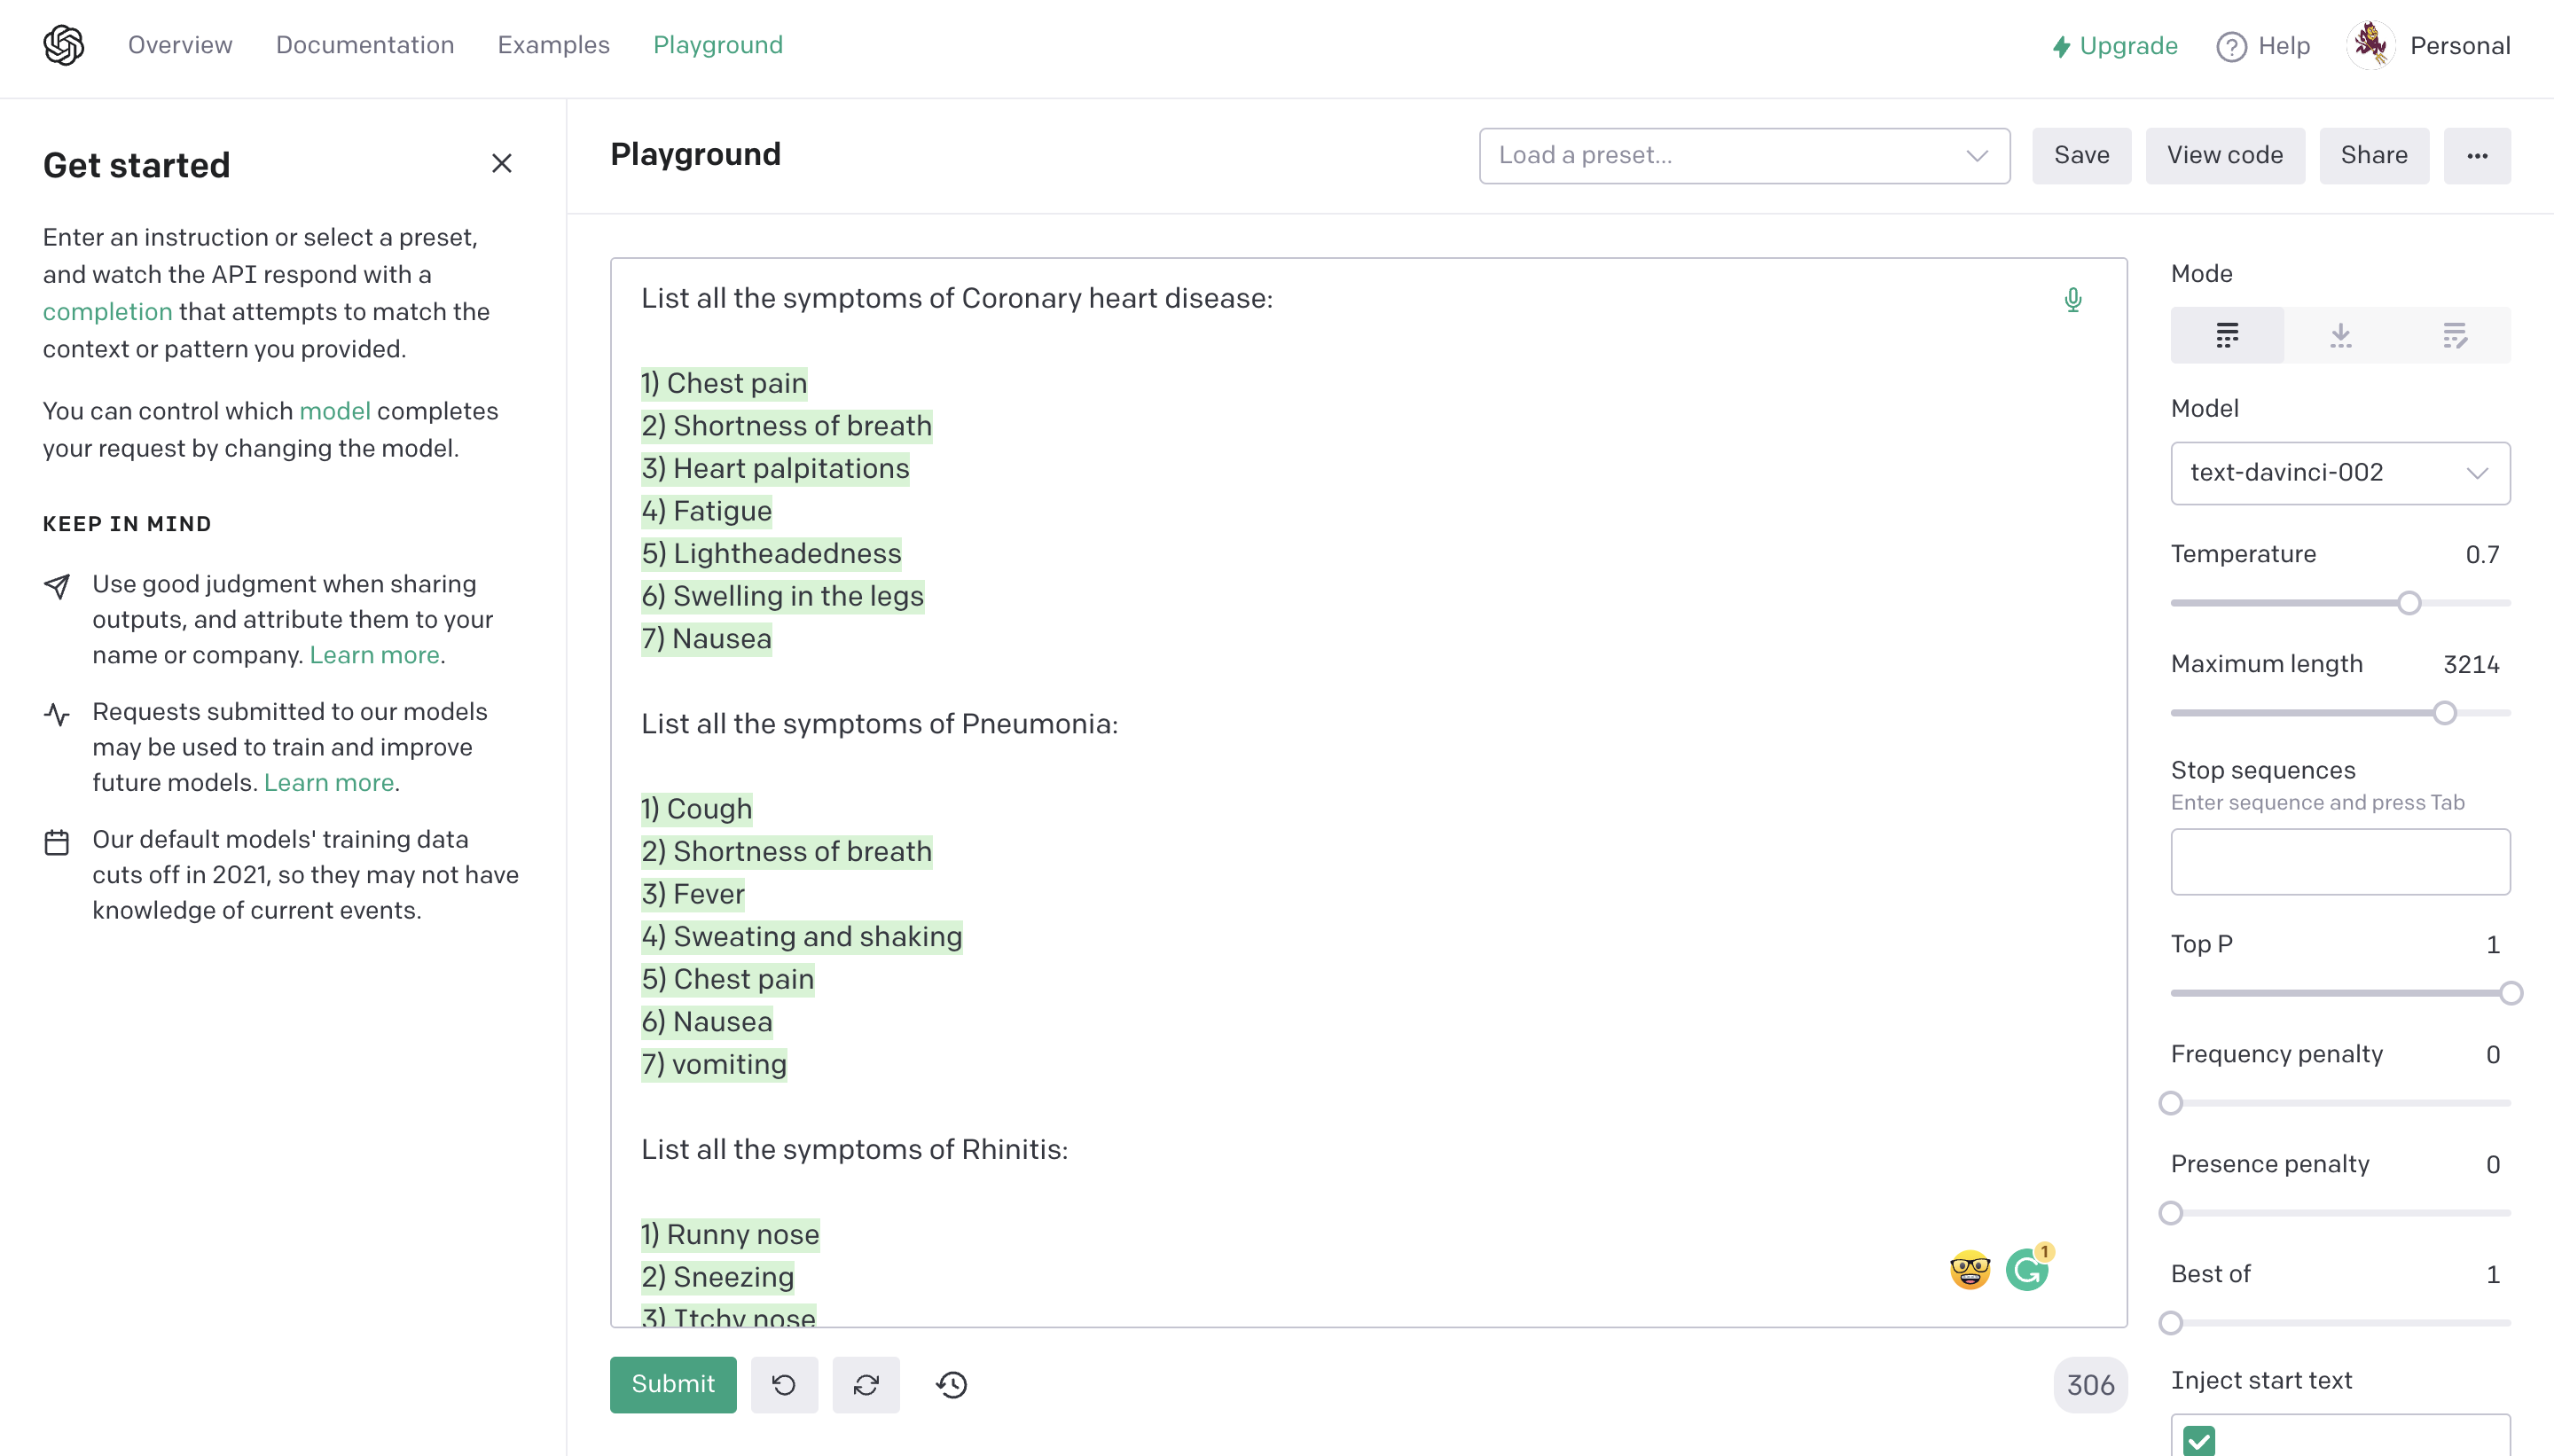 Overview Documentation Examples Playground Upgrade Help Personal
Get started
Enter an instruction or select a preset,
and watch the API respond with a
completion that attempts to match the
context or pattern you provided.
You can control which model completes
your request by changing the model.
KEEP IN MIND
Use good judgment when sharing
outputs, and attribute them to your
name or company. Learn more.
Requests submitted to our models
may be used to train and improve
future models. Learn more.
Our default models' training data
cuts off in 2021, so they may not have
knowledge of current events.
Playground
Load a preset...
Save
View code
Share
List all the symptoms of Coronary heart disease:
1) Chest pain
2) Shortness of breath
3) Heart palpitations
4) Fatigue
5) Lightheadedness
6) Swelling in the legs
7) Nausea
List all the symptoms of Pneumonia:
1) Cough
2) Shortness of breath
3) Fever
4) Sweating and shaking
5) Chest pain
6) Nausea
7) vomiting
List all the symptoms of Rhinitis:
1) Runny nose
2) Sneezing
3) Itchy nose
1
Submit
306
Mode
Model
text-davinci-002
Temperature 0.7
Maximum length 3214
Stop sequences
Enter sequence and press Tab
Top P 1
Frequency penalty 0
Presence penalty 0
Best of 1
Inject start text